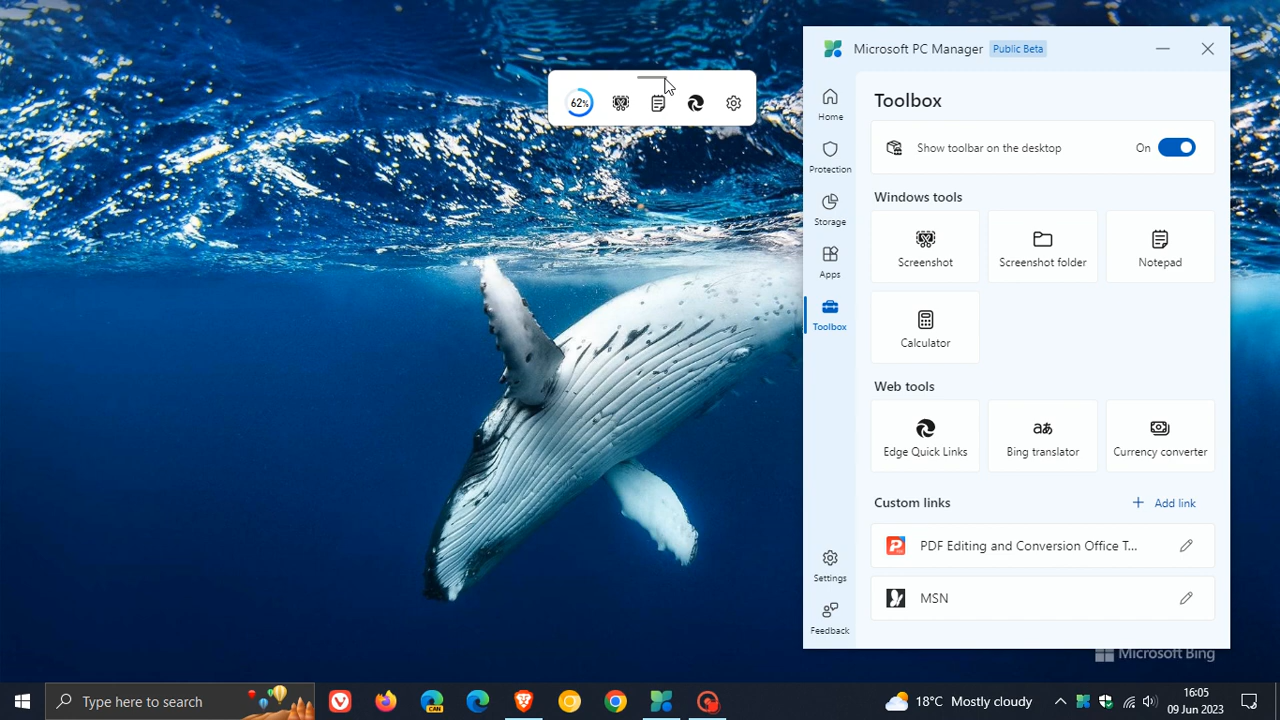 62%
Microsoft PC Manager Public Beta
Home
Protection
Storage
Apps
Toolbox
Settings
Feedback
Toolbox
Show toolbar on the desktop On
Windows tools
Screenshot
Screenshot folder
Notepad
Calculator
Web tools
Edge Quick Links
aあ
Bing translator
Currency converter
Custom links
+ Add link
PDF Editing and Conversion Office T...
MSN
Microsoft Bing
Type here to search
CAN
18°C Mostly cloudy
16:05
09 Jun 2023